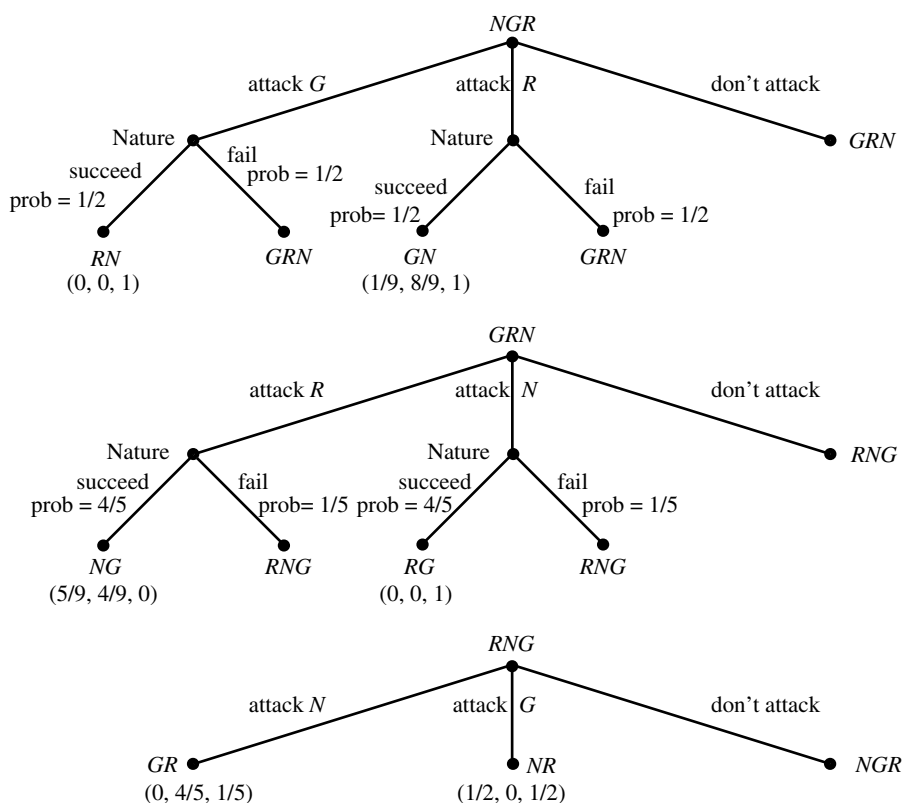 NGR
attack G
attack R
don't attack
Nature
Nature
GRN
succeed
fail
prob = 1/2
prob = 1/2
succeed
fail
prob= 1/2
prob = 1/2
RN
GRN
GN
GRN
(0, 0, 1)
(1/9, 8/9, 1)
GRN
attack R
attack N
don't attack
Nature
Nature
RNG
succeed
fail
succeed
fail
prob = 4/5
prob= 1/5
prob = 4/5
prob = 1/5
NG
RNG
RG
RNG
(5/9, 4/9, 0)
(0, 0, 1)
RNG
attack N
attack G
don't attack
GR
NR
NGR
(0, 4/5, 1/5)
(1/2, 0, 1/2)